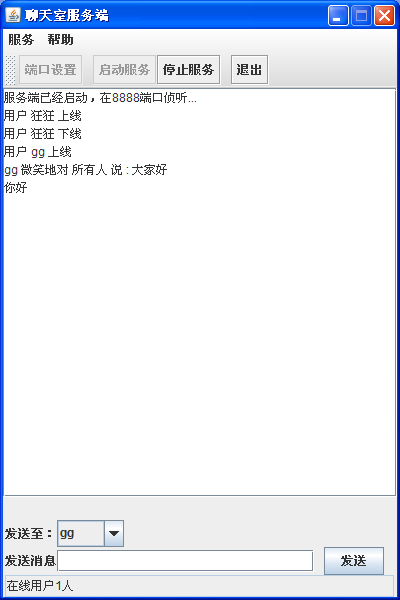 聊天室服务端
服务 帮助
端口设置 启动服务 停止服务 退出
服务端已经启动，在8888端口侦听...
用户 狂狂 上线
用户 狂狂 下线
用户 gg 上线
gg 微笑地对 所有人 说 : 大家好
你好
发送至： gg
发送消息 发送
在线用户1人